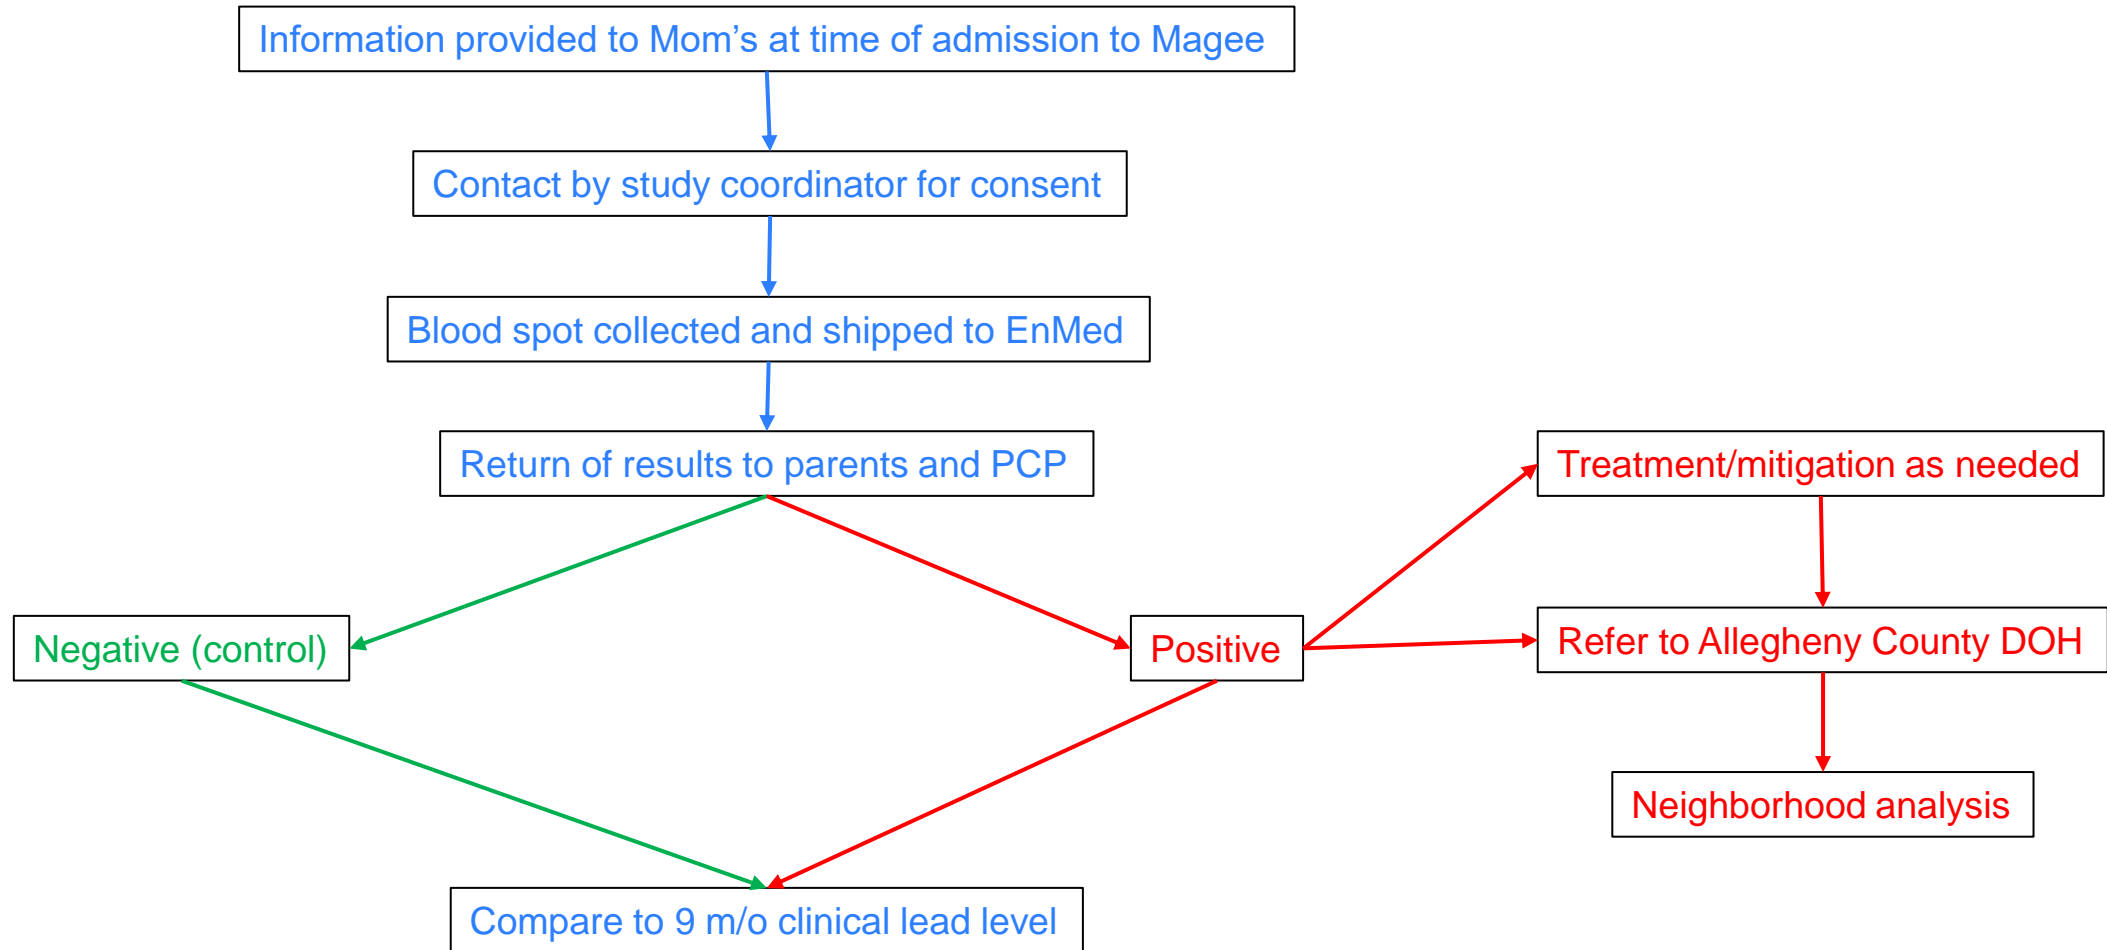 Information provided to Mom’s at time of admission to Magee
Contact by study coordinator for consent
Blood spot collected and shipped to EnMed
Return of results to parents and PCP
Treatment/mitigation as needed
Negative (control)
Positive
Refer to Allegheny County DOH
Neighborhood analysis
Compare to 9 m/o clinical lead level